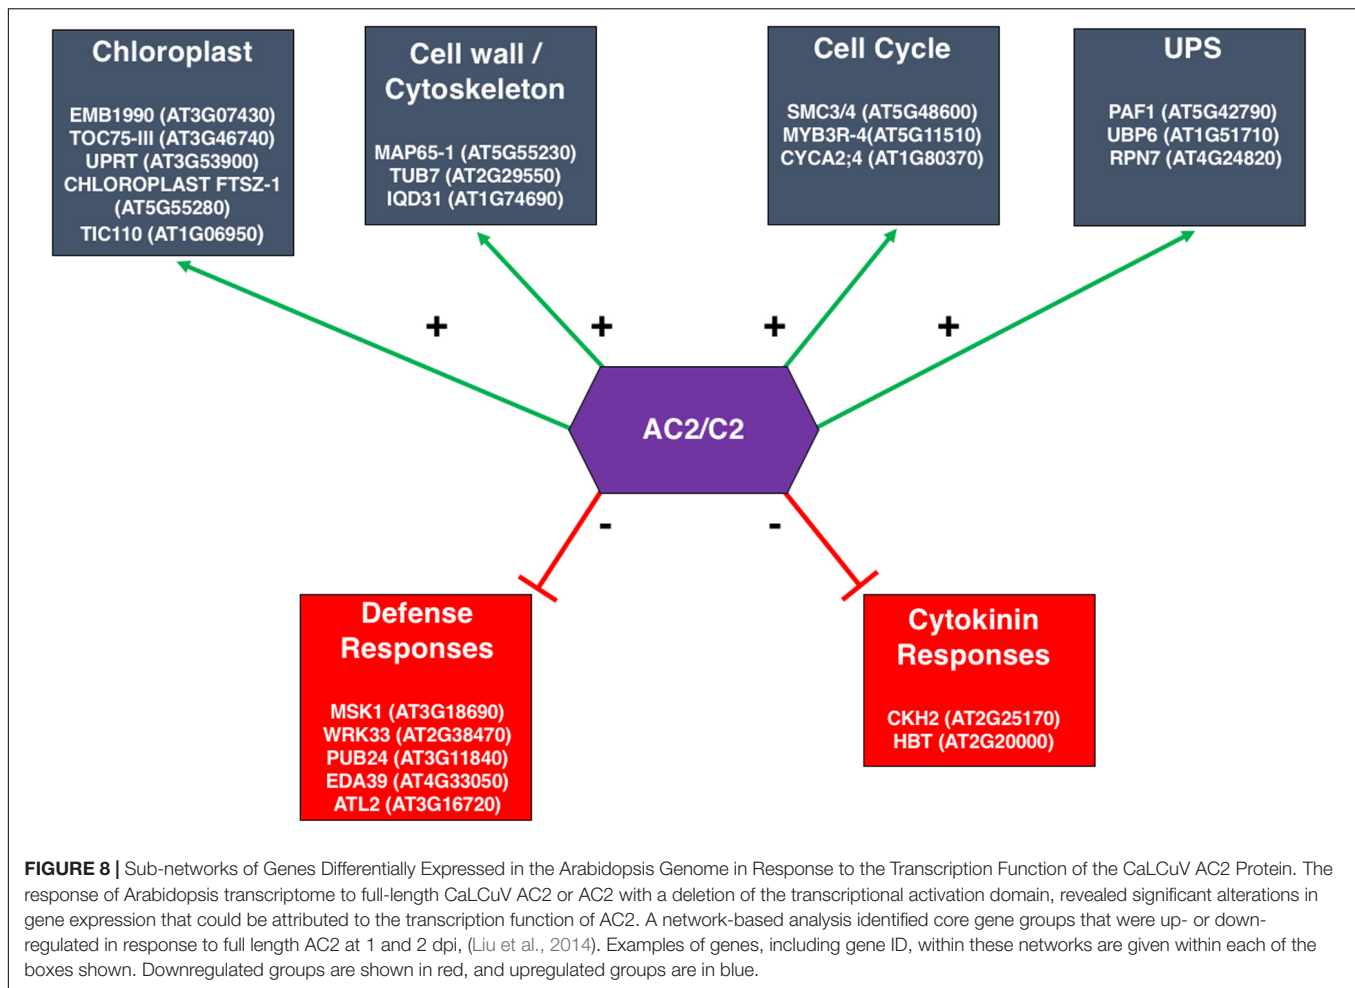 Chloroplast
EMB1990 (AT3G07430)
TOC75-III (AT3G46740)
UPRT (AT3G53900)
CHLOROPLAST FTSZ-1
(AT5G55280)
TIC110 (AT1G06950)
Cell wall /
Cytoskeleton
MAP65-1 (AT5G55230)
TUB7 (AT2G29550)
IQD31 (AT1G74690)
Cell Cycle
SMC3/4 (AT5G48600)
MYB3R-4(AT5G11510)
CYCA2;4 (AT1G80370)
UPS
PAF1 (AT5G42790)
UBP6 (AT1G51710)
RPN7 (AT4G24820)
+ + + +
AC2/C2
- -
Defense
Responses
MSK1 (AT3G18690)
WRK33 (AT2G38470)
PUB24 (AT3G11840)
EDA39 (AT4G33050)
ATL2 (AT3G16720)
Cytokinin
Responses
CKH2 (AT2G25170)
HBT (AT2G20000)
FIGURE 8 | Sub-networks of Genes Differentially Expressed in the Arabidopsis Genome in Response to the Transcription Function of the CaLCuV AC2 Protein. The
response of Arabidopsis transcriptome to full-length CaLCuV AC2 or AC2 with a deletion of the transcriptional activation domain, revealed significant alterations in
gene expression that could be attributed to the transcription function of AC2. A network-based analysis identified core gene groups that were up- or down-
regulated in response to full length AC2 at 1 and 2 dpi, (Liu et al., 2014). Examples of genes, including gene ID, within these networks are given within each of the
boxes shown. Downregulated groups are shown in red, and upregulated groups are in blue.